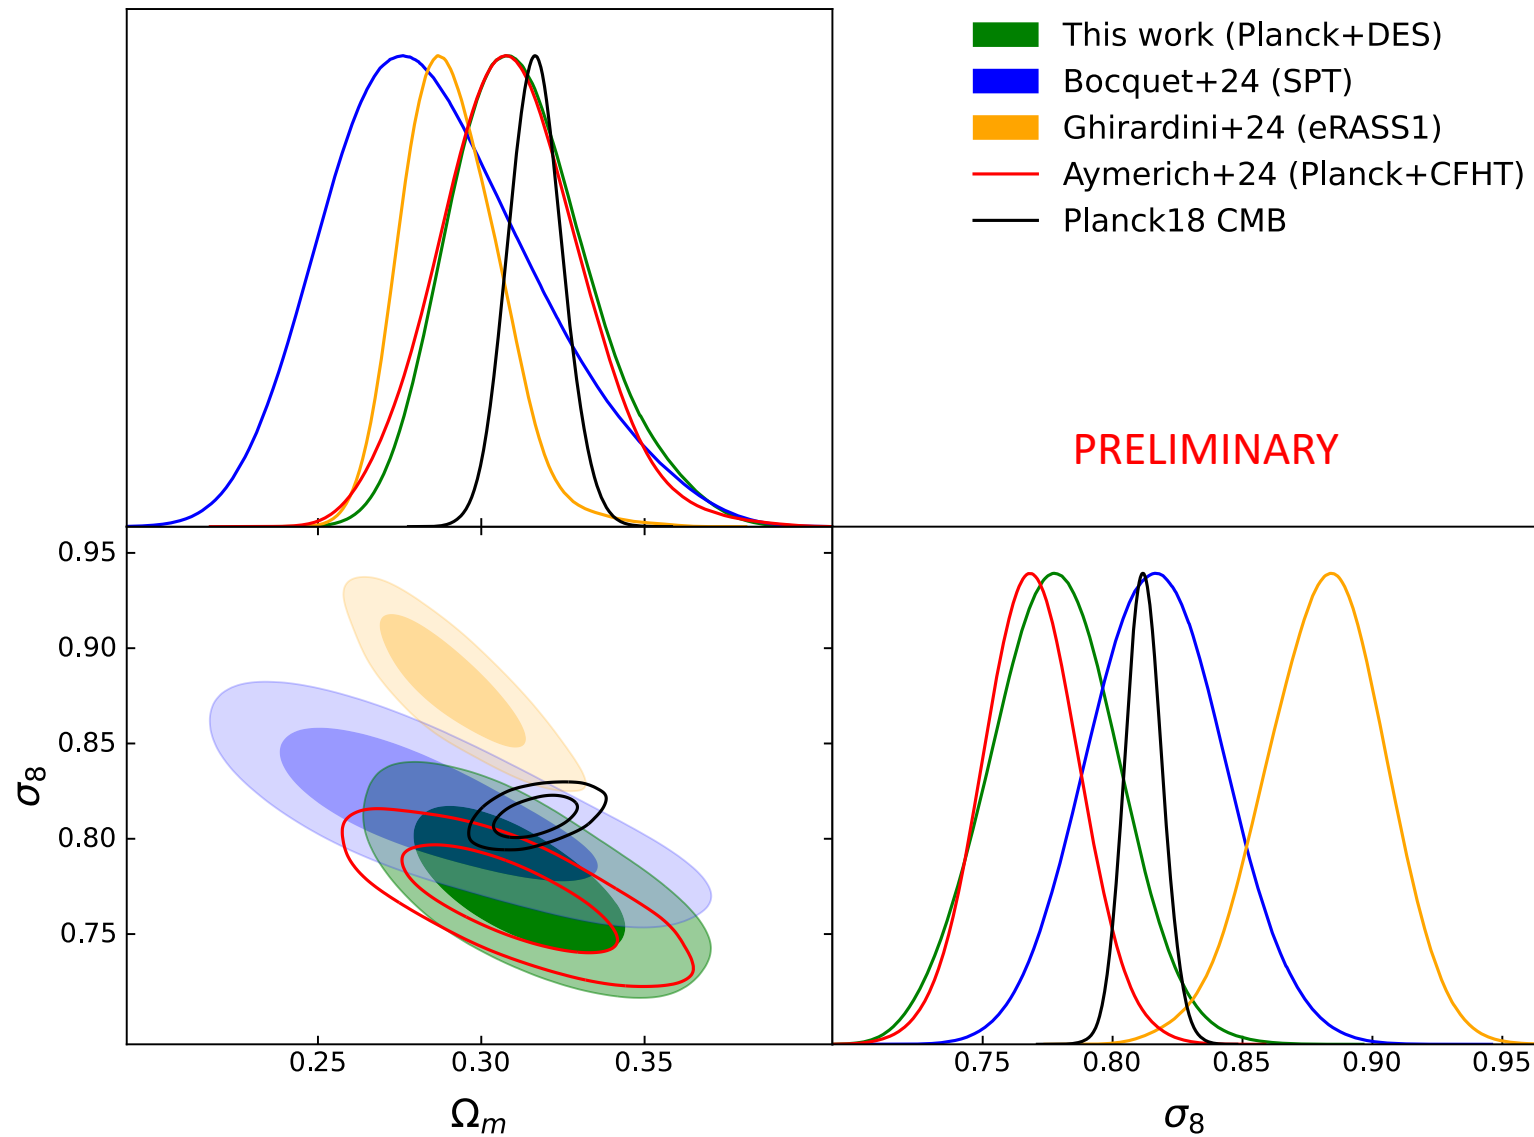 This work (Planck+DES)
Bocquet+24 (SPT)
Ghirardini+24 (eRASS1)
Aymerich+24 (Planck+CFHT)
Planck18 CMB
PRELIMINARY
0.95
0.90
0.85
0.80
0.75
σ₈
0.25 0.30 0.35
Ωₘ
0.75 0.80 0.85 0.90 0.95
σ₈